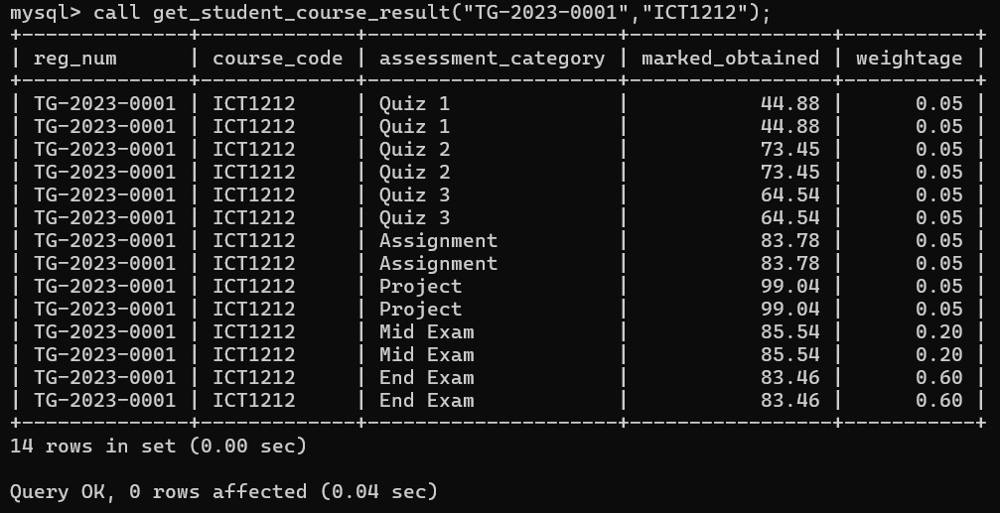 mysql> call get_student_course_result("TG-2023-0001","ICT1212");
+--------------+-------------+---------------------+-----------------+-----------+
| reg_num      | course_code | assessment_category | marked_obtained | weightage |
+--------------+-------------+---------------------+-----------------+-----------+
| TG-2023-0001 | ICT1212     | Quiz 1              |           44.88 |      0.05 |
| TG-2023-0001 | ICT1212     | Quiz 1              |           44.88 |      0.05 |
| TG-2023-0001 | ICT1212     | Quiz 2              |           73.45 |      0.05 |
| TG-2023-0001 | ICT1212     | Quiz 2              |           73.45 |      0.05 |
| TG-2023-0001 | ICT1212     | Quiz 3              |           64.54 |      0.05 |
| TG-2023-0001 | ICT1212     | Quiz 3              |           64.54 |      0.05 |
| TG-2023-0001 | ICT1212     | Assignment          |           83.78 |      0.05 |
| TG-2023-0001 | ICT1212     | Assignment          |           83.78 |      0.05 |
| TG-2023-0001 | ICT1212     | Project             |           99.04 |      0.05 |
| TG-2023-0001 | ICT1212     | Project             |           99.04 |      0.05 |
| TG-2023-0001 | ICT1212     | Mid Exam            |           85.54 |      0.20 |
| TG-2023-0001 | ICT1212     | Mid Exam            |           85.54 |      0.20 |
| TG-2023-0001 | ICT1212     | End Exam            |           83.46 |      0.60 |
| TG-2023-0001 | ICT1212     | End Exam            |           83.46 |      0.60 |
+--------------+-------------+---------------------+-----------------+-----------+
14 rows in set (0.00 sec)

Query OK, 0 rows affected (0.04 sec)